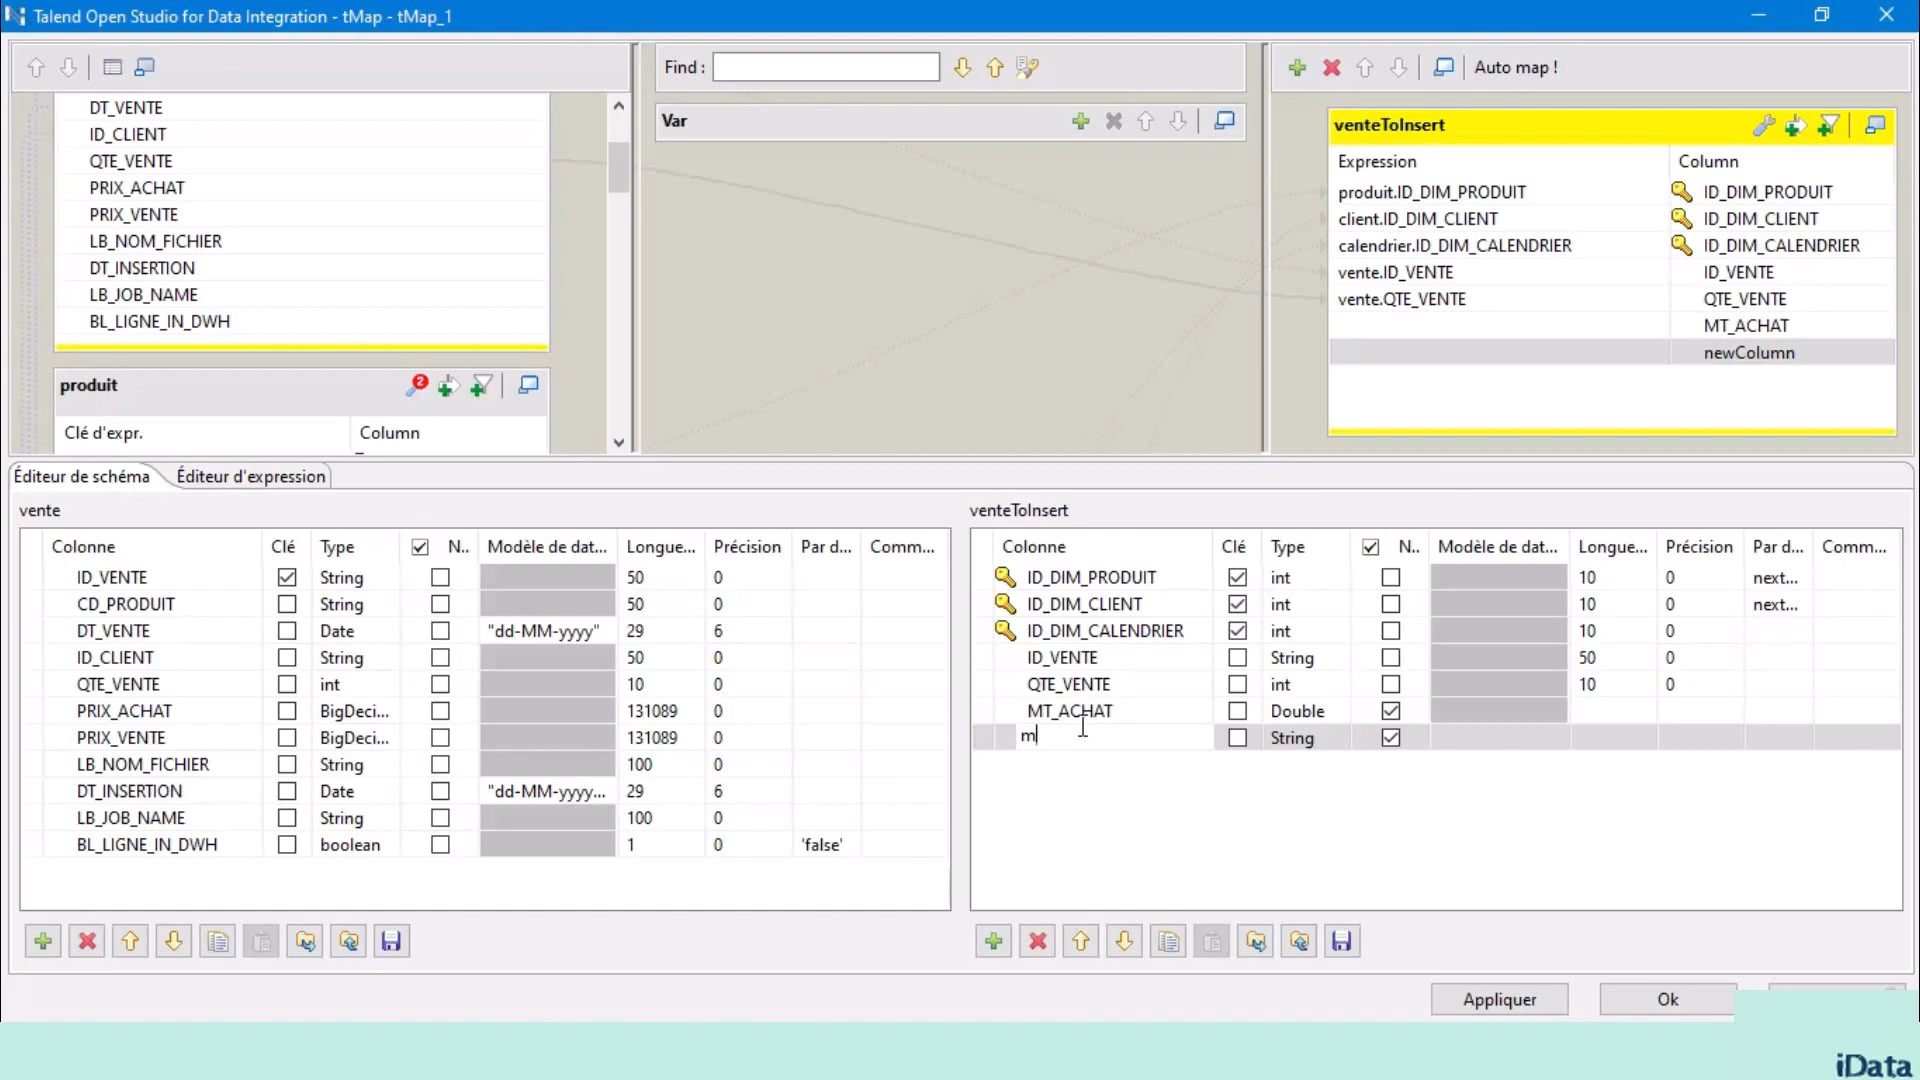 Talend Open Studio for Data Integration - tMap - tMap_1
DT_VENTE
ID_CLIENT
QTE_VENTE
PRIX_ACHAT
PRIX_VENTE
LB_NOM_FICHIER
DT_INSERTION
LB_JOB_NAME
BL_LIGNE_IN_DWH
produit
2
Clé d'expr. Column
Find :
Var
Auto map !
venteToInsert
Expression Column
produit.ID_DIM_PRODUIT ID_DIM_PRODUIT
client.ID_DIM_CLIENT ID_DIM_CLIENT
calendrier.ID_DIM_CALENDRIER ID_DIM_CALENDRIER
vente.ID_VENTE ID_VENTE
vente.QTE_VENTE QTE_VENTE
MT_ACHAT
newColumn
Éditeur de schéma Éditeur d'expression
vente
Colonne Clé Type N.. Modèle de dat... Longue... Précision Par d... Comm...
ID_VENTE String 50 0
CD_PRODUIT String 50 0
DT_VENTE Date "dd-MM-yyyy" 29 6
ID_CLIENT String 50 0
QTE_VENTE int 10 0
PRIX_ACHAT BigDeci... 131089 0
PRIX_VENTE BigDeci... 131089 0
LB_NOM_FICHIER String 100 0
DT_INSERTION Date "dd-MM-yyyy... 29 6
LB_JOB_NAME String 100 0
BL_LIGNE_IN_DWH boolean 1 0 'false'
venteToInsert
Colonne Clé Type N.. Modèle de dat... Longue... Précision Par d... Comm...
ID_DIM_PRODUIT int 10 0 next...
ID_DIM_CLIENT int 10 0 next...
ID_DIM_CALENDRIER int 10 0
ID_VENTE String 50 0
QTE_VENTE int 10 0
MT_ACHAT Double
m String
Appliquer Ok
iData